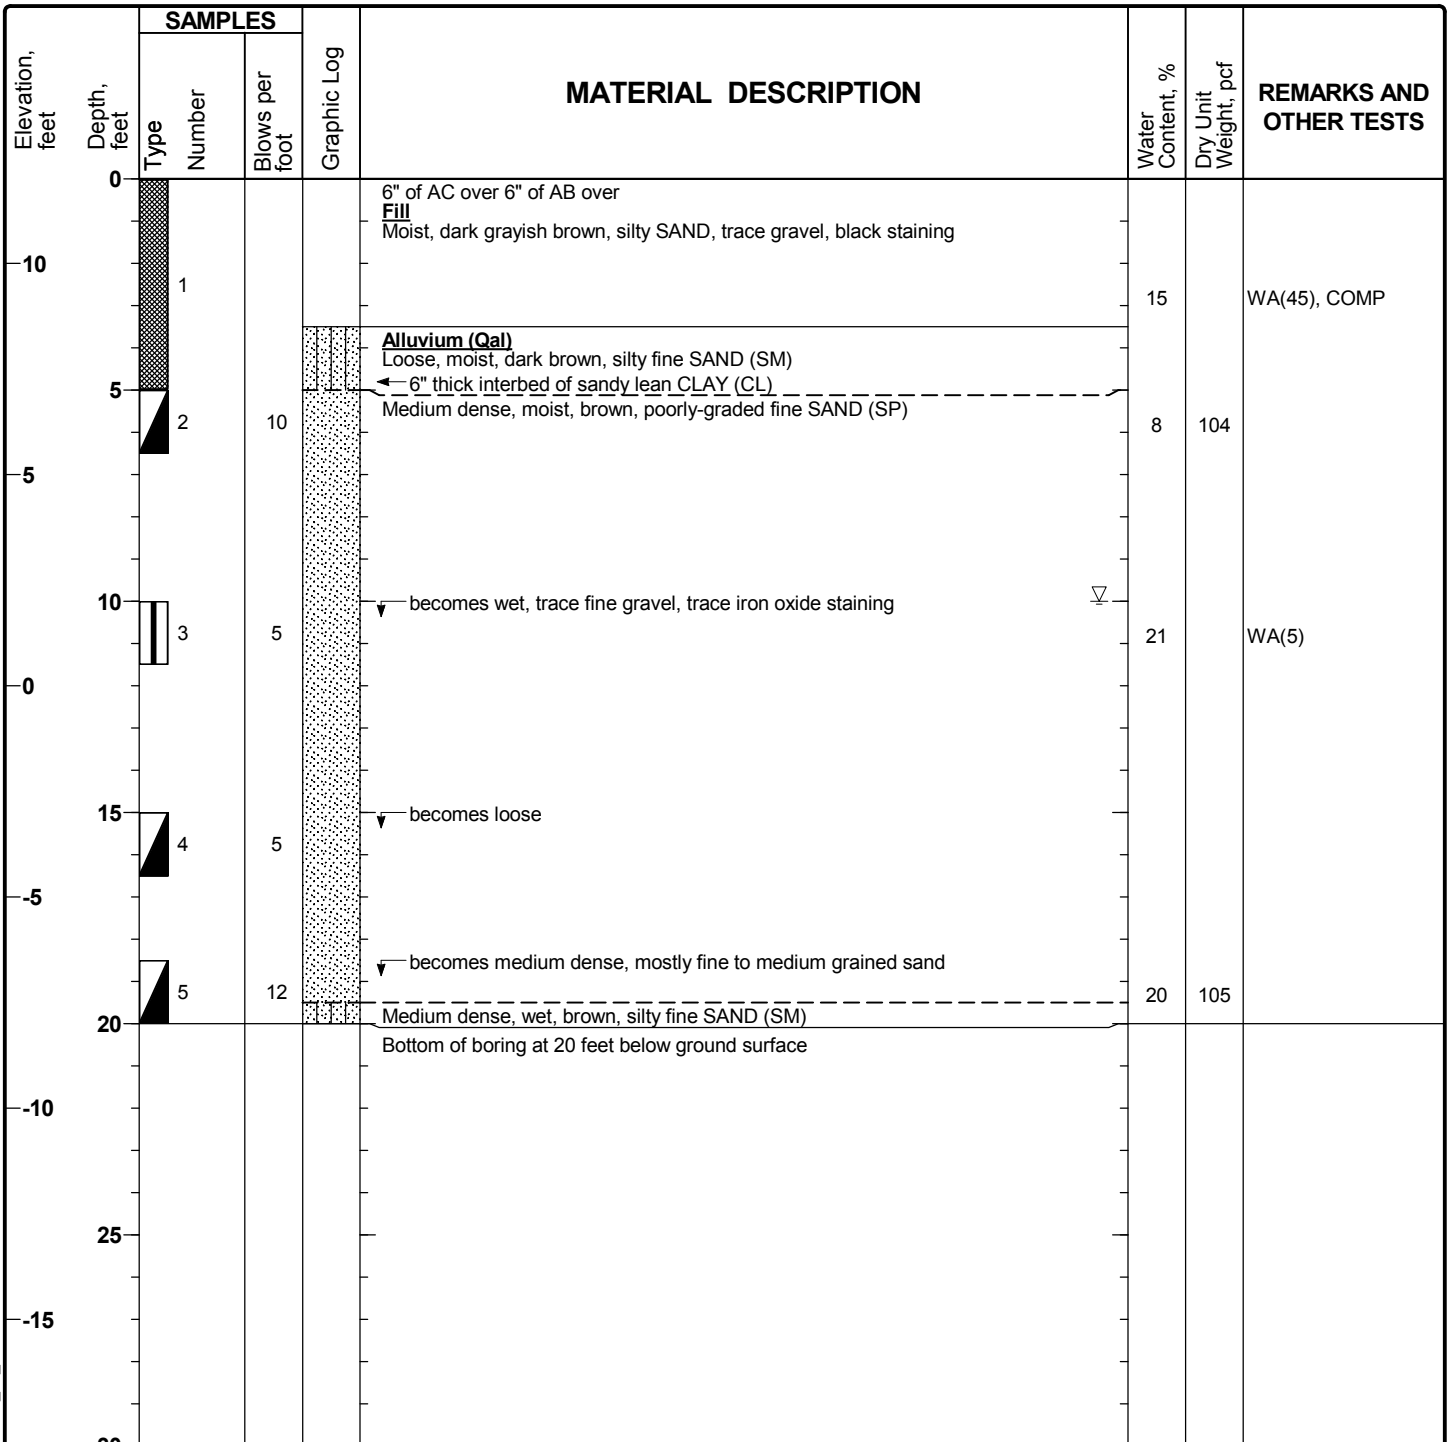 SAMPLES
Elevation,
feet
Depth,
feet
Type
Number
Blows per
foot
Graphic Log
MATERIAL DESCRIPTION
Water
Content, %
Dry Unit
Weight, pcf
REMARKS AND
OTHER TESTS
0
6" of AC over 6" of AB over
Fill
Moist, dark grayish brown, silty SAND, trace gravel, black staining
10
1
15
WA(45), COMP
Alluvium (Qal)
Loose, moist, dark brown, silty fine SAND (SM)
6" thick interbed of sandy lean CLAY (CL)
5
Medium dense, moist, brown, poorly-graded fine SAND (SP)
2
10
8
104
5
10
becomes wet, trace fine gravel, trace iron oxide staining
3
5
21
WA(5)
0
15
becomes loose
4
5
-5
becomes medium dense, mostly fine to medium grained sand
5
12
20
105
Medium dense, wet, brown, silty fine SAND (SM)
20
Bottom of boring at 20 feet below ground surface
-10
25
-15